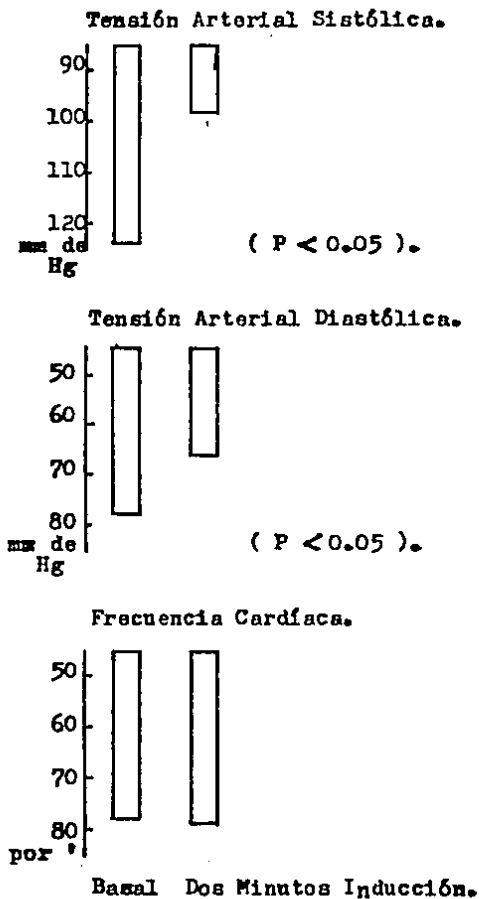 Tensión Arterial Sistólica.
90
100
110
120
mm de
Hg
( P < 0.05 ).
Tensión Arterial Diastólica.
50
60
70
80
mm de
Hg
( P < 0.05 ).
Frecuencia Cardíaca.
50
60
70
80
por '
Basal Dos Minutos Inducción.